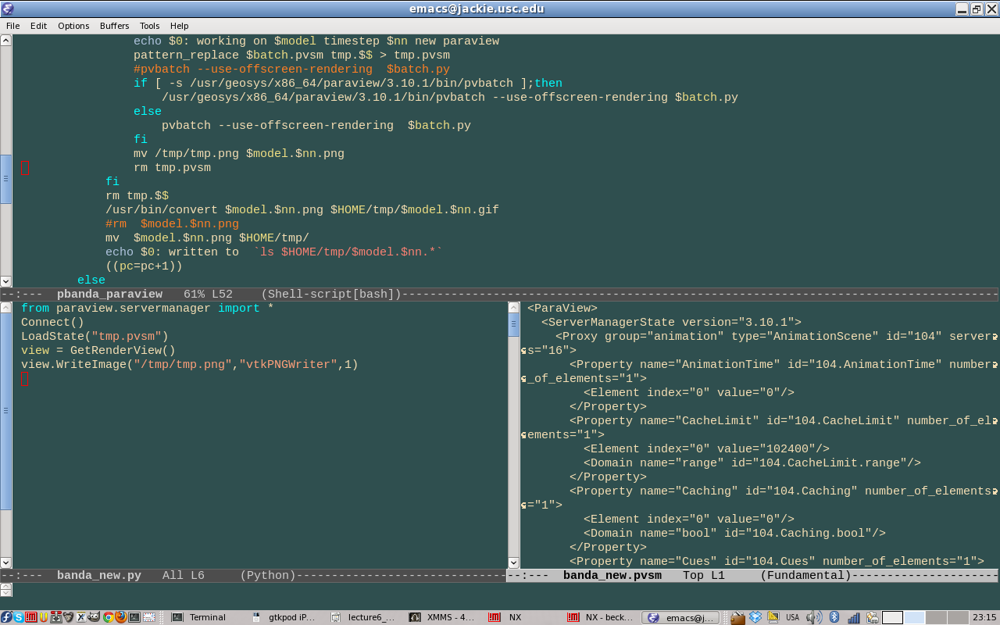 emacs@jackie.usc.edu
File Edit Options Buffers Tools Help
echo $0: working on $model timestep $nn new paraview
pattern_replace $batch.pvsm tmp.$$ > tmp.pvsm
#pvbatch --use-offscreen-rendering  $batch.py
if [ -s /usr/geosys/x86_64/paraview/3.10.1/bin/pvbatch ];then
/usr/geosys/x86_64/paraview/3.10.1/bin/pvbatch --use-offscreen-rendering $batch.py
else
pvbatch --use-offscreen-rendering  $batch.py
fi
mv /tmp/tmp.png $model.$nn.png
rm tmp.pvsm
fi
rm tmp.$$
/usr/bin/convert $model.$nn.png $HOME/tmp/$model.$nn.gif
#rm  $model.$nn.png
mv  $model.$nn.png $HOME/tmp/
echo $0: written to  `ls $HOME/tmp/$model.$nn.*`
((pc=pc+1))
else
--:---  pbanda_paraview   61% L52    (Shell-script[bash])-------------------------------------------------------------------------------------
from paraview.servermanager import *
Connect()
LoadState("tmp.pvsm")
view = GetRenderView()
view.WriteImage("/tmp/tmp.png","vtkPNGWriter",1)
--:---  banda_new.py   All L6     (Python)------------------------------
<ParaView>
<ServerManagerState version="3.10.1">
<Proxy group="animation" type="AnimationScene" id="104" server
s="16">
<Property name="AnimationTime" id="104.AnimationTime" number
_of_elements="1">
<Element index="0" value="0"/>
</Property>
<Property name="CacheLimit" id="104.CacheLimit" number_of_el
ements="1">
<Element index="0" value="102400"/>
<Domain name="range" id="104.CacheLimit.range"/>
</Property>
<Property name="Caching" id="104.Caching" number_of_elements
="1">
<Element index="0" value="0"/>
<Domain name="bool" id="104.Caching.bool"/>
</Property>
<Property name="Cues" id="104.Cues" number_of_elements="1">
--:---  banda_new.pvsm   Top L1     (Fundamental)---------------------
Terminal gtkpod iP... lecture6_... XMMS - 4... NX NX - beck... emacs@j... USA 23:15